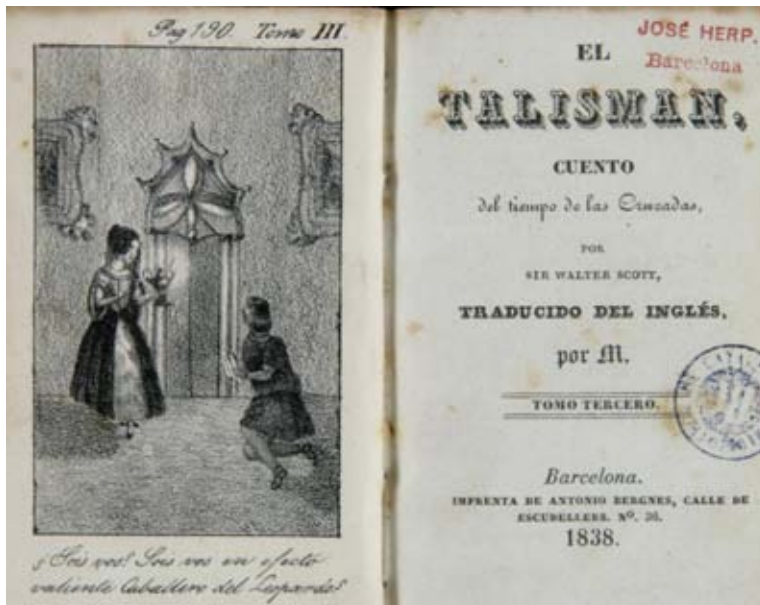 Pag 190. Tomo III.
¿Sois vos! Sois vos en efecto
valiente Caballero del Leopardo?
JOSÉ HERP.
Barcelona
EL
TALISMAN,
CUENTO
del tiempo de las Cruzadas,
POR
SIR WALTER SCOTT,
TRADUCIDO DEL INGLÉS,
por M.
TOMO TERCERO.
Barcelona.
IMPRENTA DE ANTONIO BERGNES, CALLE DE
ESCUDELLERS. Nº. 36.
1838.